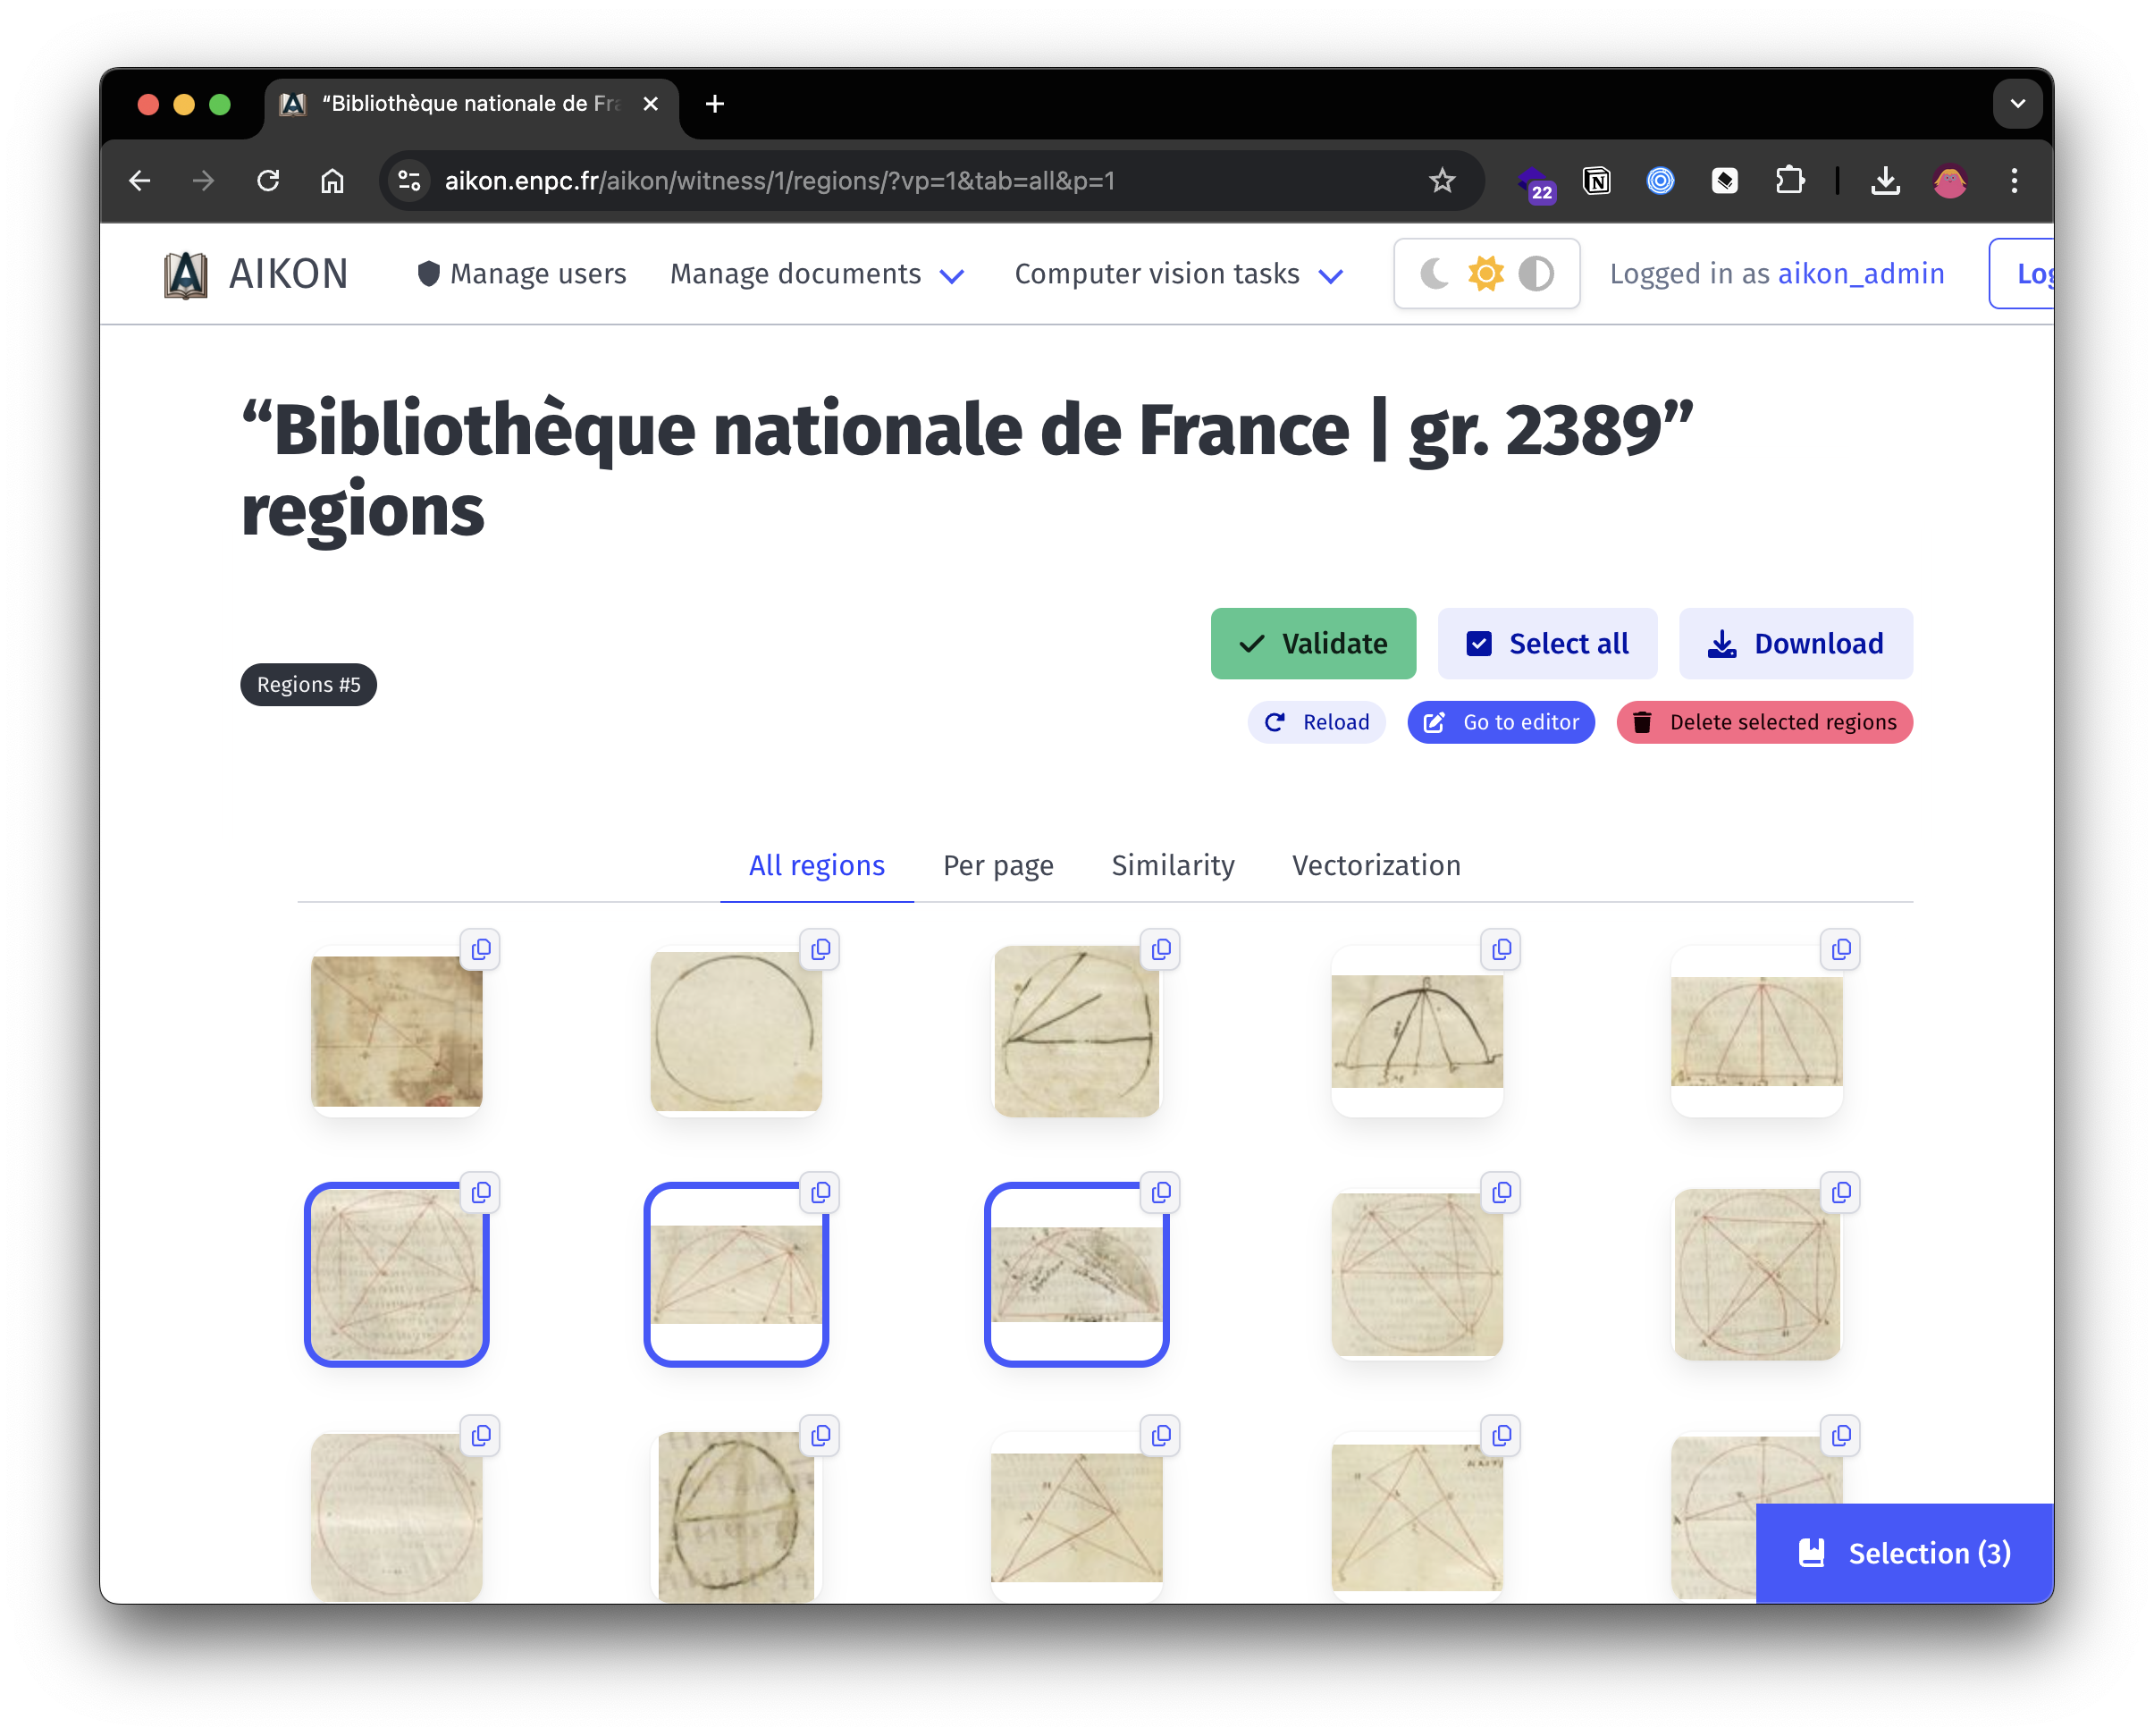 “Bibliothèque nationale de Fra
aikon.enpc.fr/aikon/witness/1/regions/?vp=1&tab=all&p=1
22
AIKON
Manage users
Manage documents
Computer vision tasks
Logged in as aikon_admin
Log
“Bibliothèque nationale de France | gr. 2389”
regions
Validate
Select all
Download
Regions #5
Reload
Go to editor
Delete selected regions
All regions
Per page
Similarity
Vectorization
Selection (3)